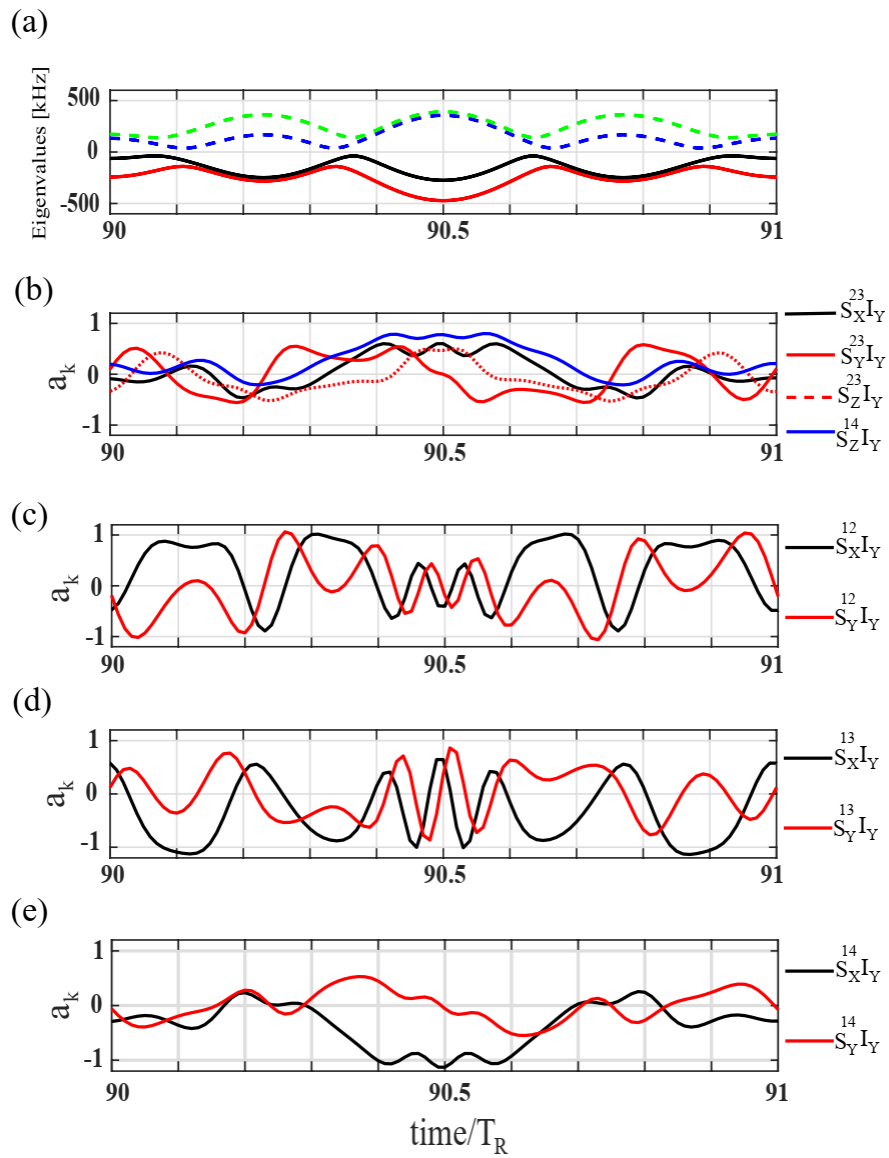 (a)
Eigenvalues [kHz]
500
0
-500
90
90.5
91
(b)
a_k
1
0
-1
90
90.5
91
S_X^23 I_Y
S_Y^23 I_Y
S_Z^23 I_Y
S_Z^14 I_Y
(c)
a_k
1
0
-1
90
90.5
91
S_X^12 I_Y
S_Y^12 I_Y
(d)
a_k
1
0
-1
90
90.5
91
S_X^13 I_Y
S_Y^13 I_Y
(e)
a_k
1
0
-1
90
90.5
91
S_X^14 I_Y
S_Y^14 I_Y
time/T_R